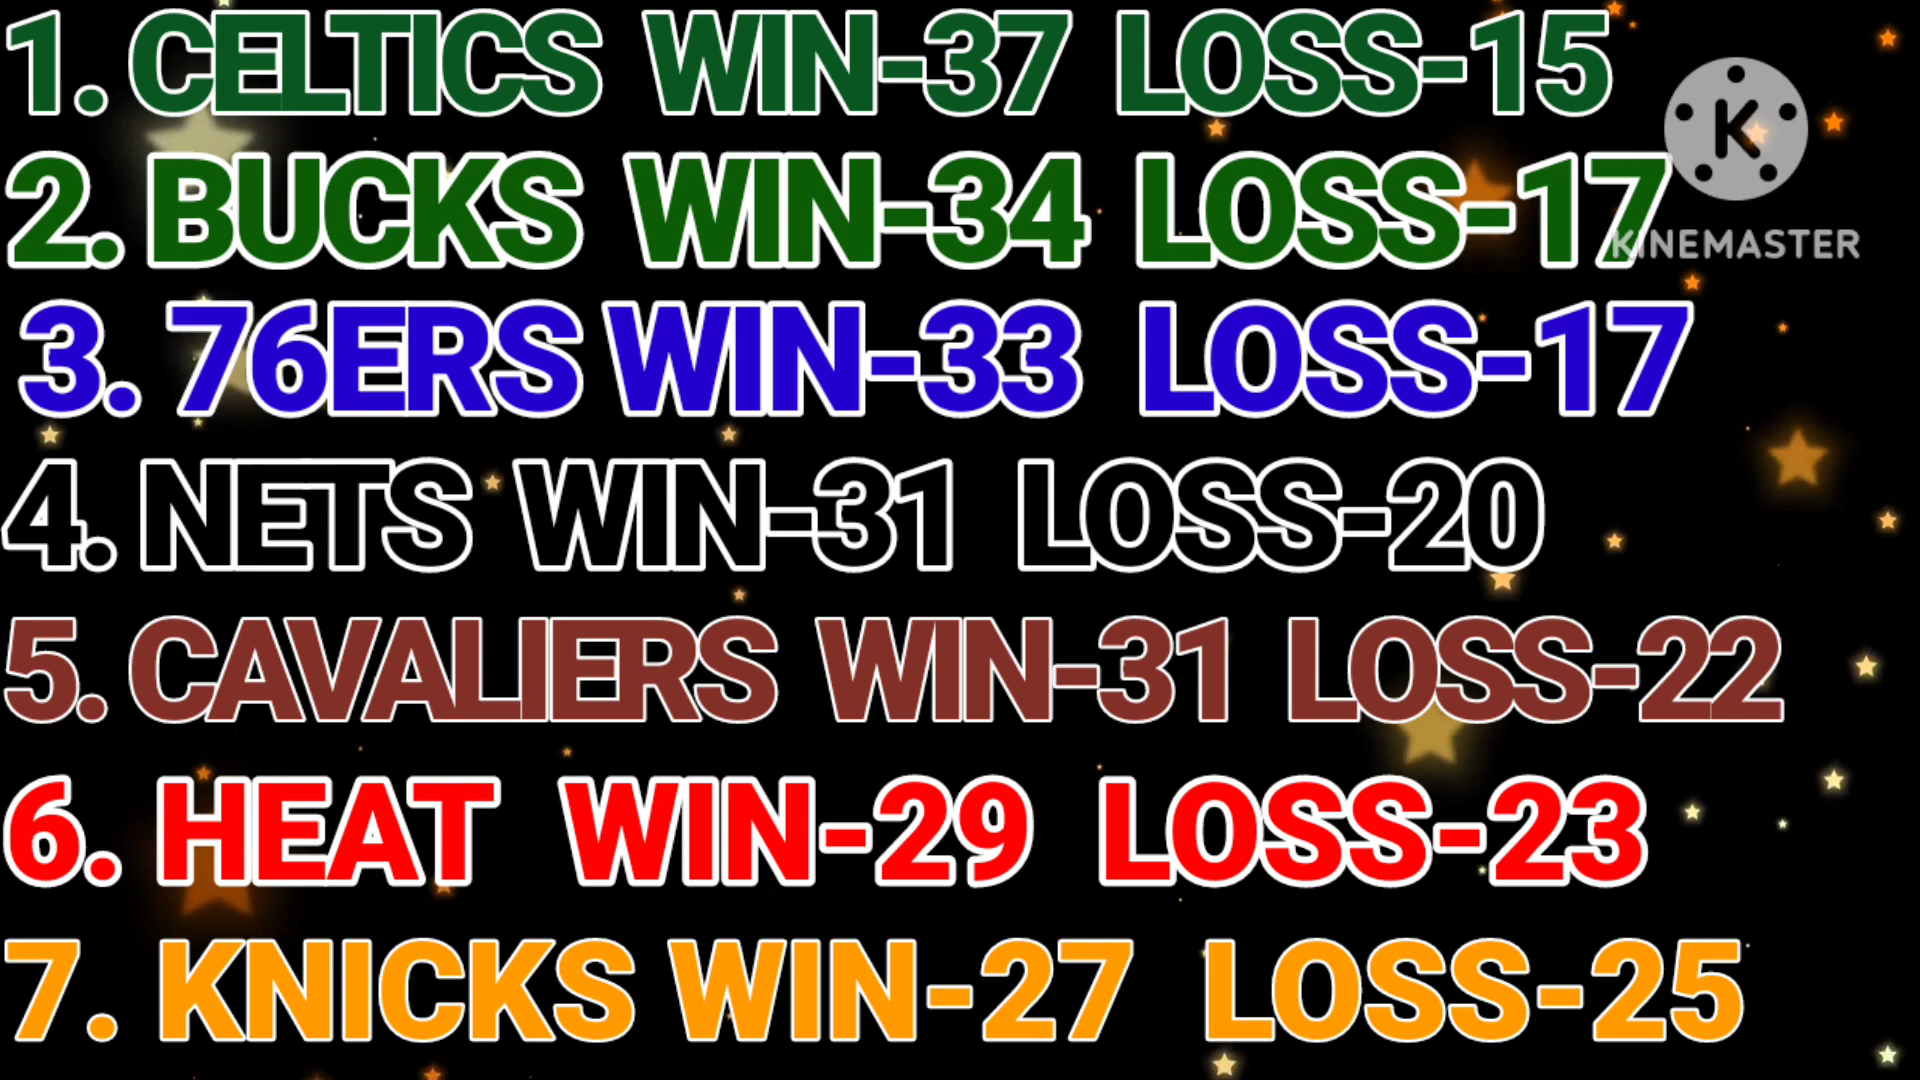 1. CELTICS WIN-37 LOSS-15
K
2. BUCKS WIN-34 LOSS-17
KINEMASTER
3. 76ERS WIN-33 LOSS-17
4. NETS WIN-31 LOSS-20
5. CAVALIERS WIN-31 LOSS-22
6. HEAT WIN-29 LOSS-23
7. KNICKS WIN-27 LOSS-25